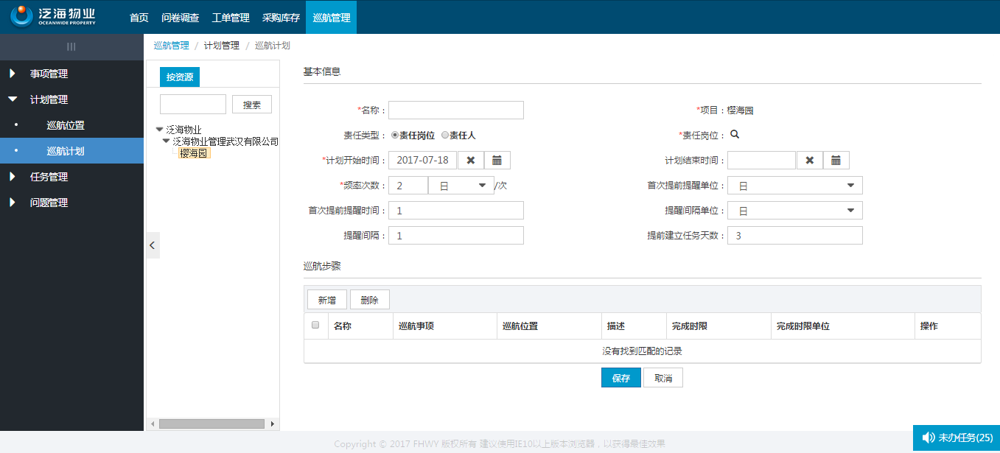 泛海物业
OCEANWIDE PROPERTY
首页 问卷调查 工单管理 采购库存 巡航管理
事项管理
计划管理
巡航位置
巡航计划
任务管理
问题管理
巡航管理 / 计划管理 / 巡航计划
按资源
搜索
泛海物业
泛海物业管理武汉有限公司
樱海园
基本信息
*名称： *项目：樱海园
责任类型： 责任岗位 责任人 *责任岗位：
*计划开始时间： 2017-07-18 计划结束时间：
*频率次数： 2 日 /次 首次提前提醒单位： 日
首次提前提醒时间： 1 提醒间隔单位： 日
提醒间隔： 1 提前建立任务天数： 3
巡航步骤
新增 删除
名称 巡航事项 巡航位置 描述 完成时限 完成时限单位 操作
没有找到匹配的记录
保存 取消
Copyright © 2017 FHWY 版权所有 建议使用IE10以上版本浏览器，以获得最佳效果
未办任务(25)